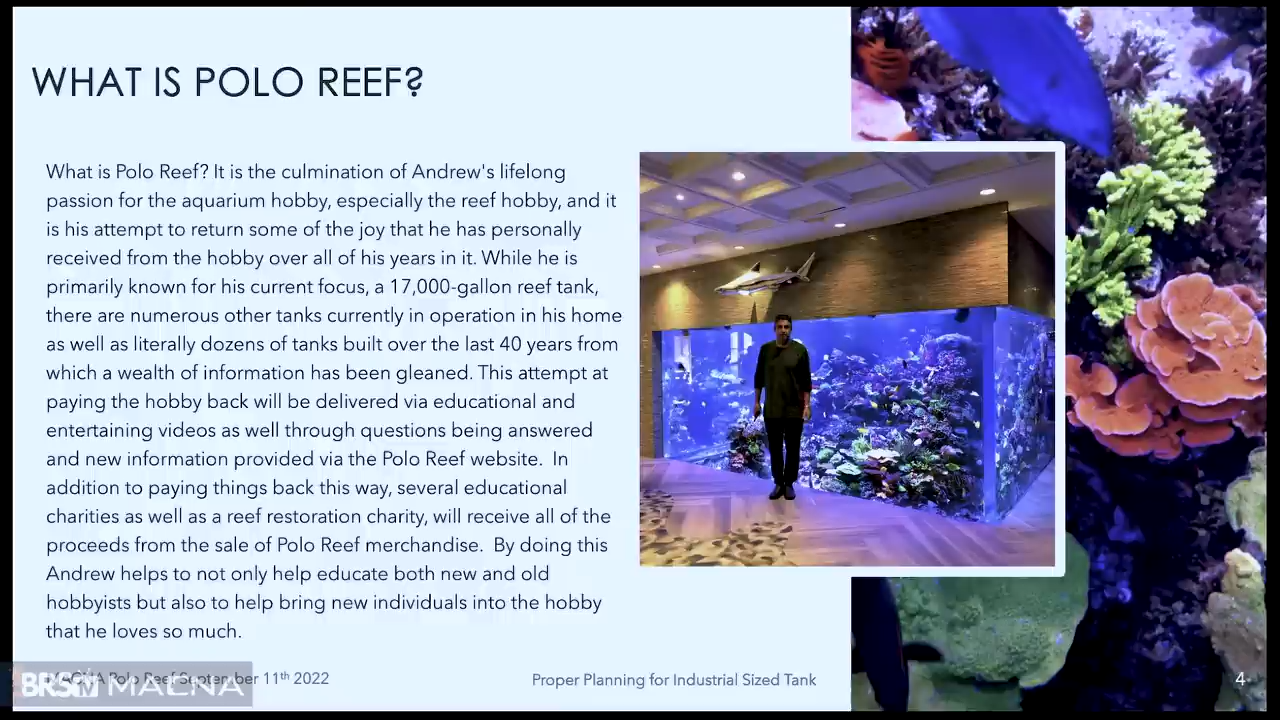 WHAT IS POLO REEF?
What is Polo Reef? It is the culmination of Andrew's lifelong
passion for the aquarium hobby, especially the reef hobby, and it
is his attempt to return some of the joy that he has personally
received from the hobby over all of his years in it. While he is
primarily known for his current focus, a 17,000-gallon reef tank,
there are numerous other tanks currently in operation in his home
as well as literally dozens of tanks built over the last 40 years from
which a wealth of information has been gleaned. This attempt at
paying the hobby back will be delivered via educational and
entertaining videos as well through questions being answered
and new information provided via the Polo Reef website.  In
addition to paying things back this way, several educational
charities as well as a reef restoration charity, will receive all of the
proceeds from the sale of Polo Reef merchandise.  By doing this
Andrew helps to not only help educate both new and old
hobbyists but also to help bring new individuals into the hobby
that he loves so much.
MACNA Polo Reef September 11th 2022
BRStv MACNA
Proper Planning for Industrial Sized Tank
4